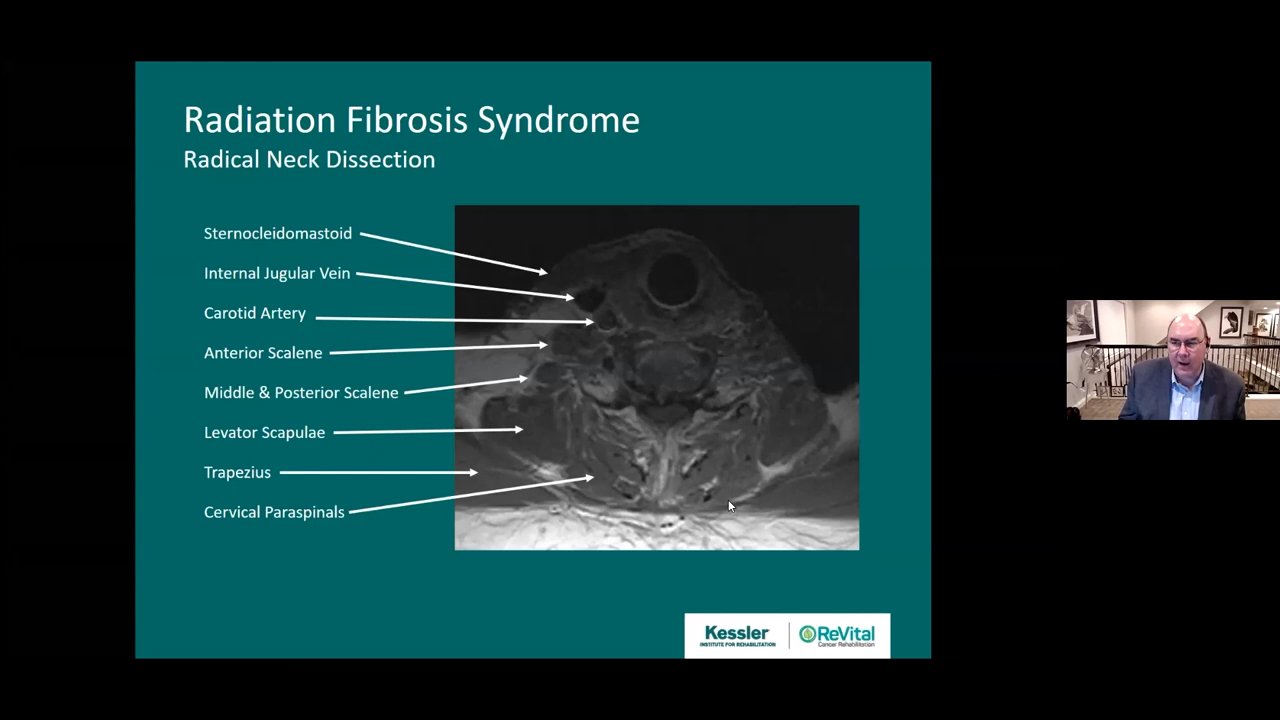 Radiation Fibrosis Syndrome
Radical Neck Dissection
Sternocleidomastoid
Internal Jugular Vein
Carotid Artery
Anterior Scalene
Middle & Posterior Scalene
Levator Scapulae
Trapezius
Cervical Paraspinals
Kessler
INSTITUTE FOR REHABILITATION
ReVital
Cancer Rehabilitation